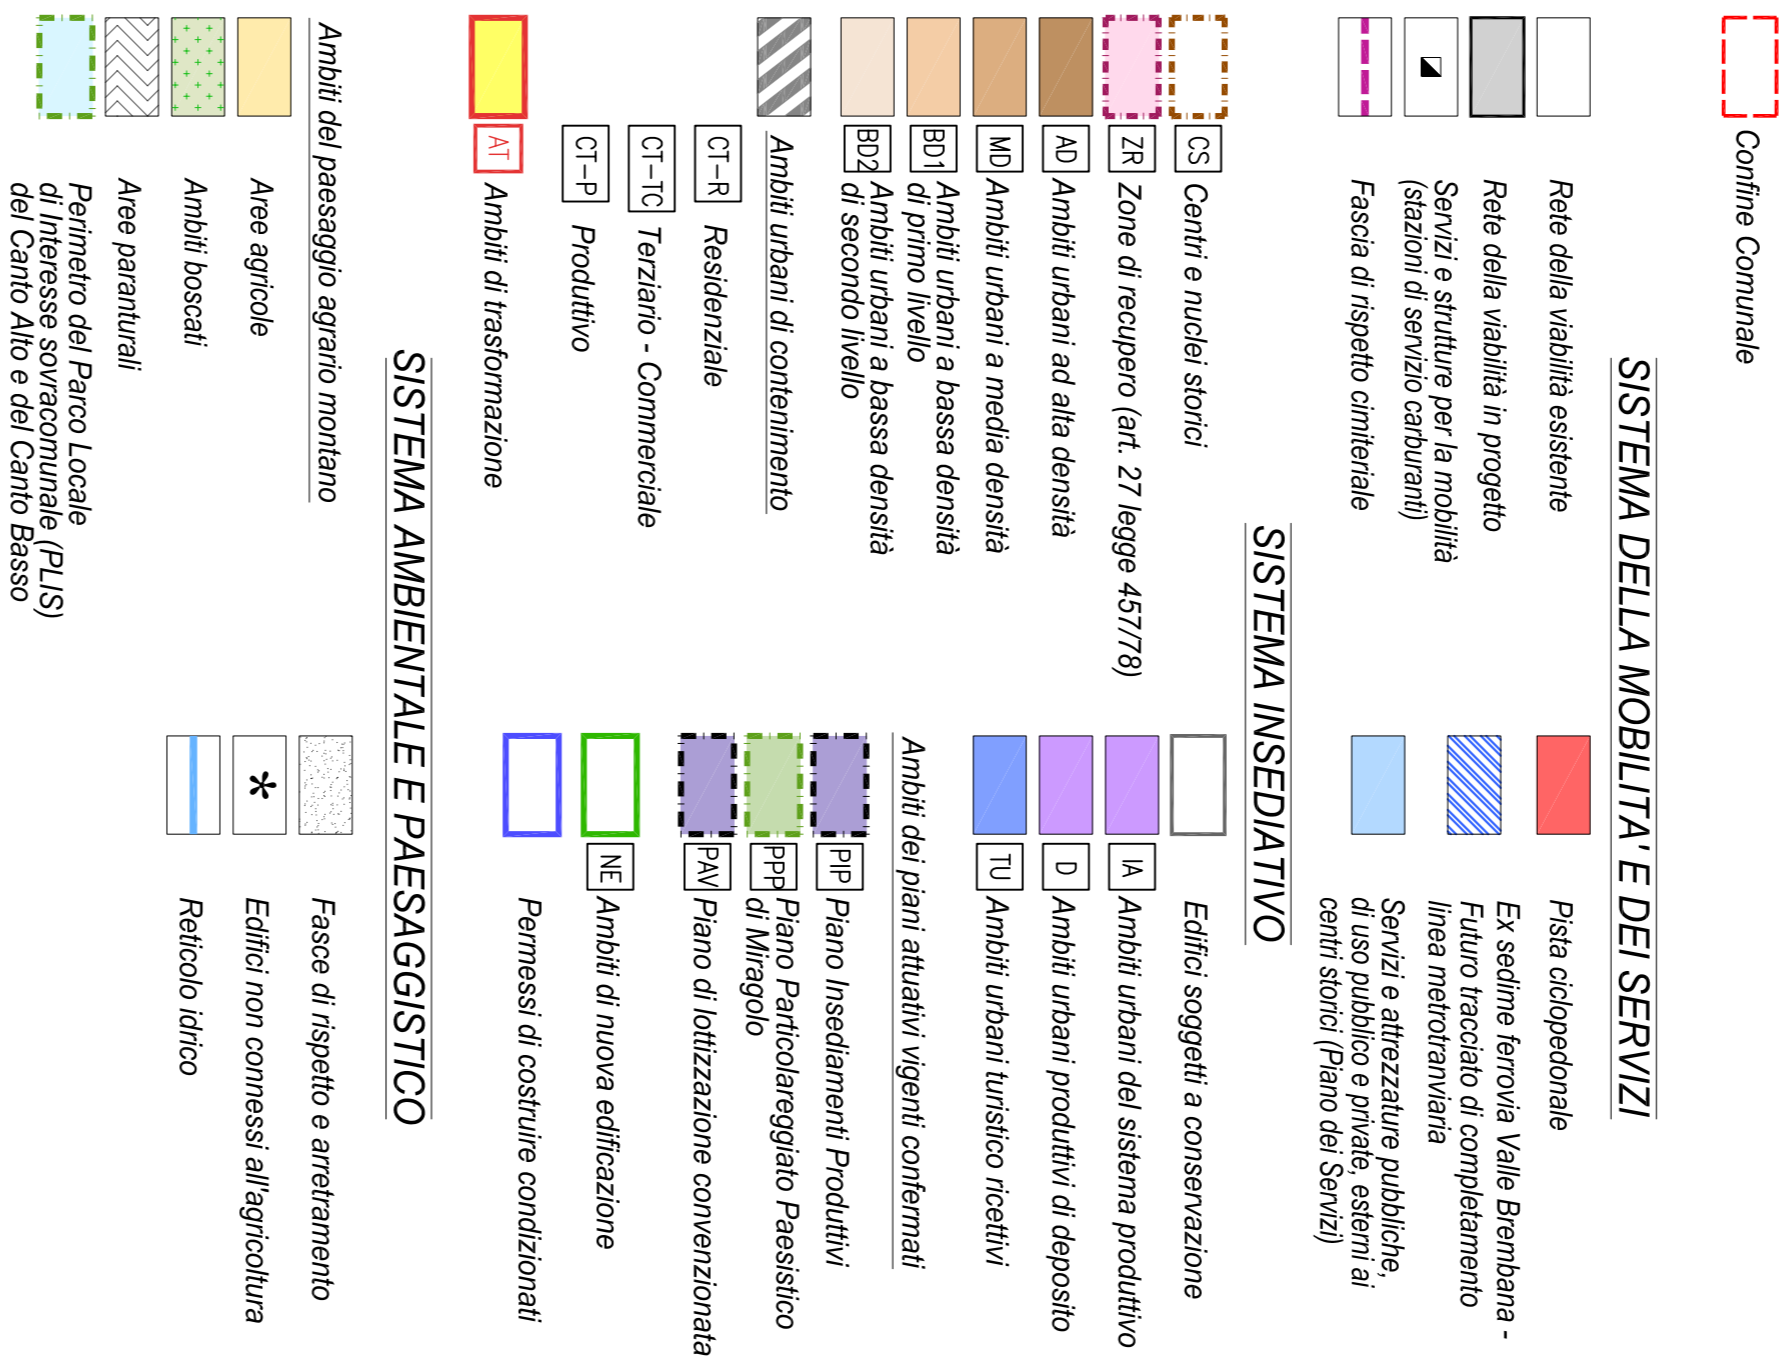 Confine Comunale
SISTEMA DELLA MOBILITA' E DEI SERVIZI
Rete della viabilità esistente
Rete della viabilità in progetto
Servizi e strutture per la mobilità
(stazioni di servizio carburanti)
Fascia di rispetto cimiteriale
Pista ciclopedonale
Ex sedime ferrovia Valle Brembana -
Futuro tracciato di completamento
linea metrotranviaria
Servizi e attrezzature pubbliche,
di uso pubblico e private, esterni ai
centri storici (Piano dei Servizi)
SISTEMA INSEDIATIVO
CS Centri e nuclei storici
ZR Zone di recupero (art. 27 legge 457/78)
AD Ambiti urbani ad alta densità
MD Ambiti urbani a media densità
BD1 Ambiti urbani a bassa densità
di primo livello
BD2 Ambiti urbani a bassa densità
di secondo livello
Ambiti urbani di contenimento
CT-R Residenziale
CT-TC Terziario - Commerciale
CT-P Produttivo
AT Ambiti di trasformazione
Edifici soggetti a conservazione
IA Ambiti urbani del sistema produttivo
D Ambiti urbani produttivi di deposito
TU Ambiti urbani turistico ricettivi
Ambiti dei piani attuativi vigenti confermati
PIP Piano Insediamenti Produttivi
PPP Piano Particolareggiato Paesistico
di Miragolo
PAV Piano di lottizzazione convenzionata
NE Ambiti di nuova edificazione
Permessi di costruire condizionati
SISTEMA AMBIENTALE E PAESAGGISTICO
Ambiti del paesaggio agrario montano
Aree agricole
Ambiti boscati
Aree paranturali
Perimetro del Parco Locale
di Interesse sovracomunale (PLIS)
del Canto Alto e del Canto Basso
Fasce di rispetto e arretramento
* Edifici non connessi all'agricoltura
Reticolo idrico